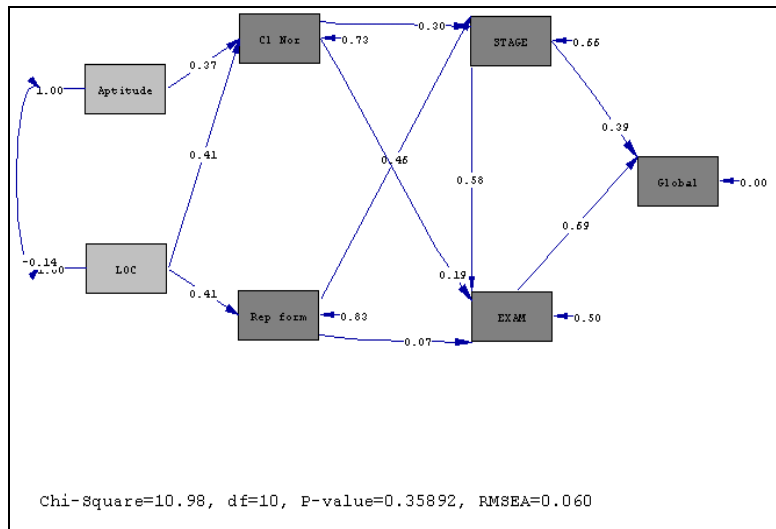 Cl Nor
0.30
STAGE
0.73
0.66
0.37
1.00
Aptitude
0.39
0.41
0.46
0.58
Global
0.00
0.69
-0.14
1.00
LOC
0.19
0.41
Rep form
0.83
EXAM
0.50
0.07
Chi-Square=10.98, df=10, P-value=0.35892, RMSEA=0.060